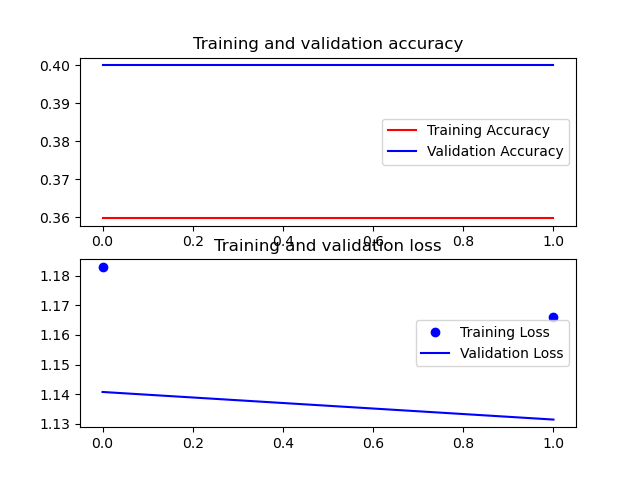 Training and validation accuracy
0.40
0.39
0.38
0.37
0.36
Training Accuracy
Validation Accuracy
0.0 0.2 0.4 0.6 0.8 1.0
Training and validation loss
1.18
1.17
1.16
1.15
1.14
1.13
Training Loss
Validation Loss
0.0 0.2 0.4 0.6 0.8 1.0